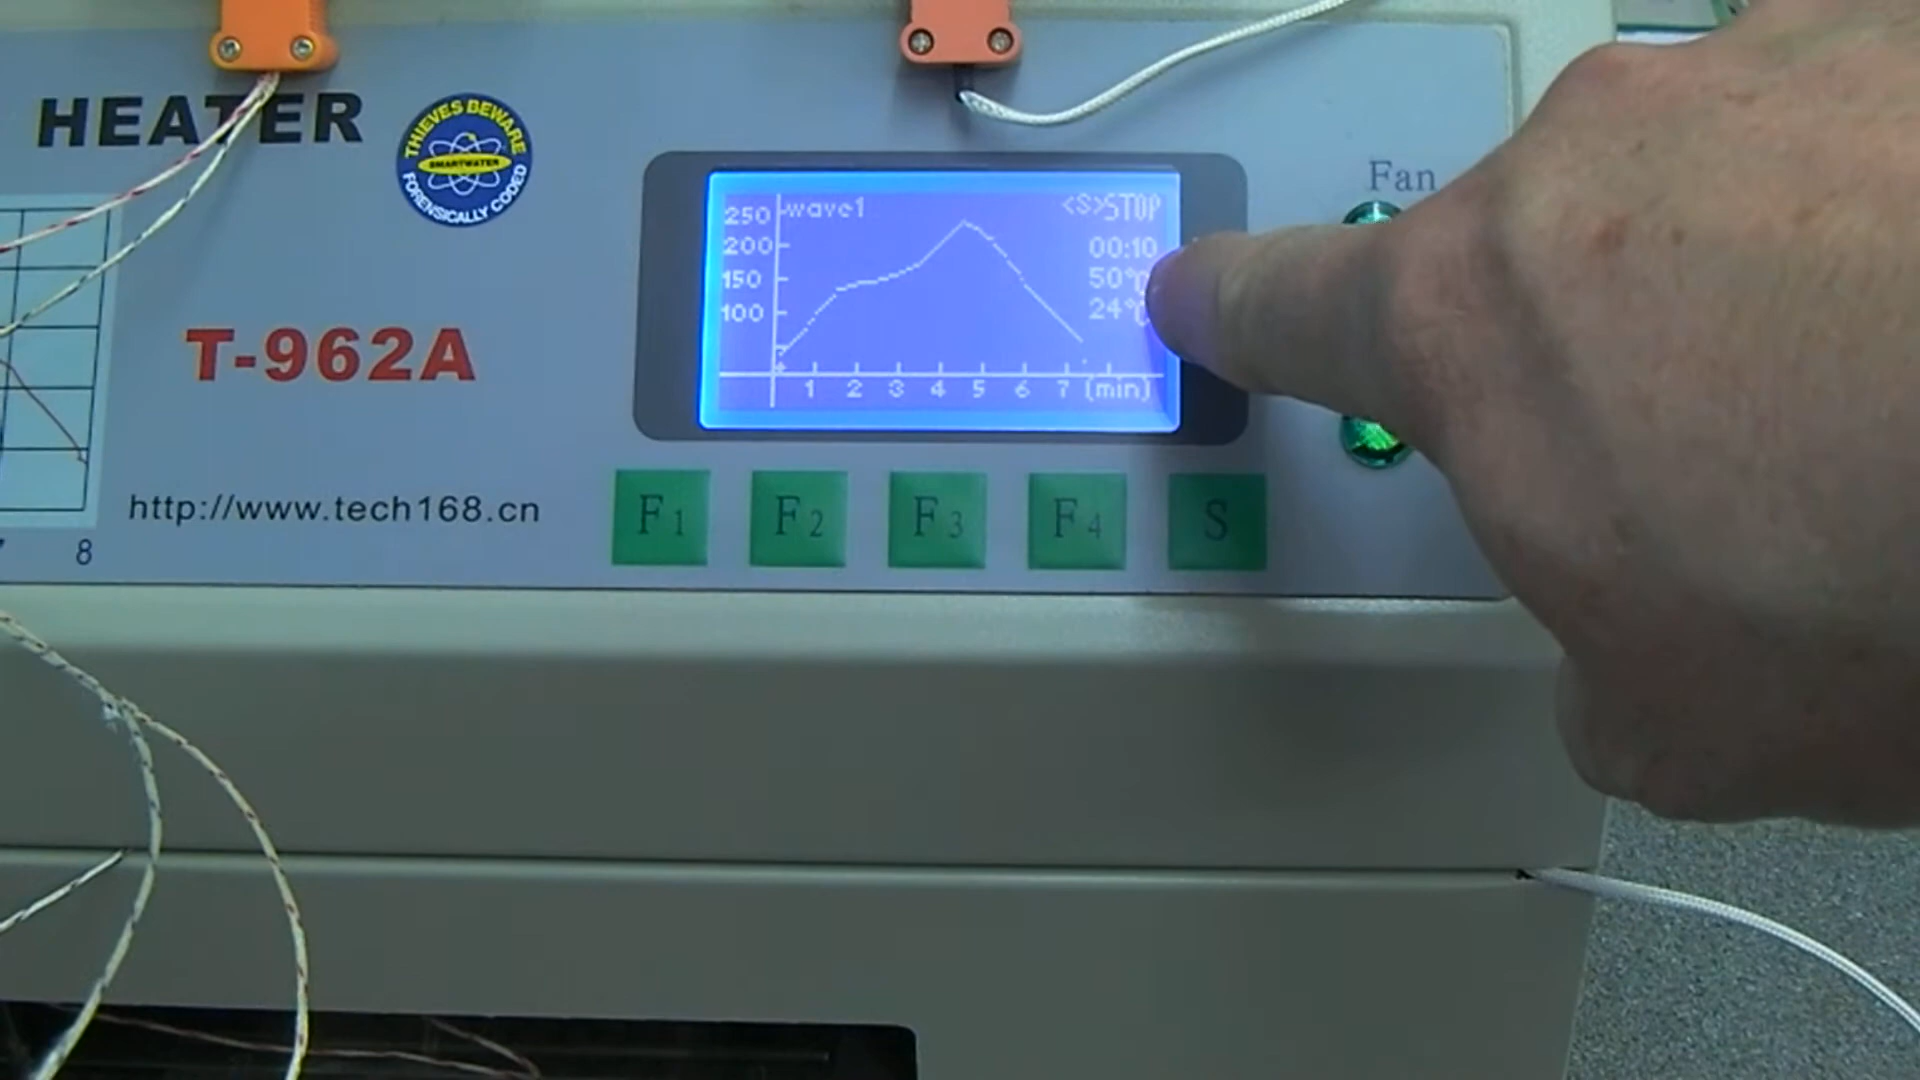 HEATER
THIEVES BEWARE
SMARTWATER
FORENSICALLY CODED
T-962A
http://www.tech168.cn
8
wave1
<S>STOP
250
200
150
100
00:10
50℃
24℃
1 2 3 4 5 6 7 (min)
Fan
F1 F2 F3 F4 S